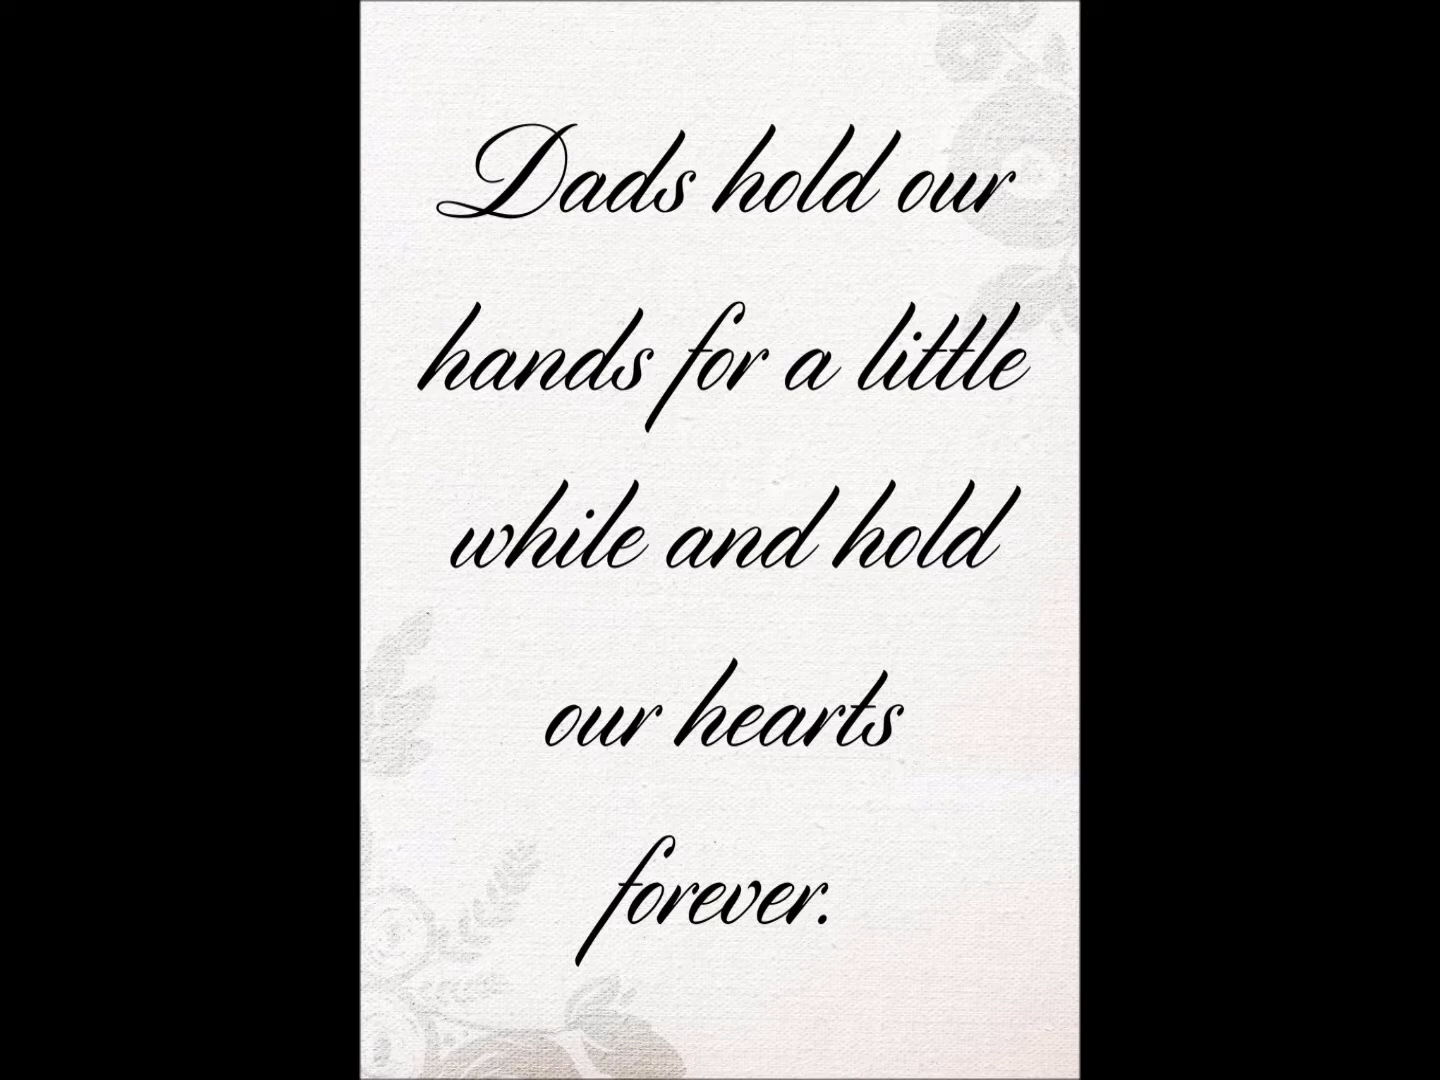 Dads hold our
hands for a little
while and hold
our hearts
forever.